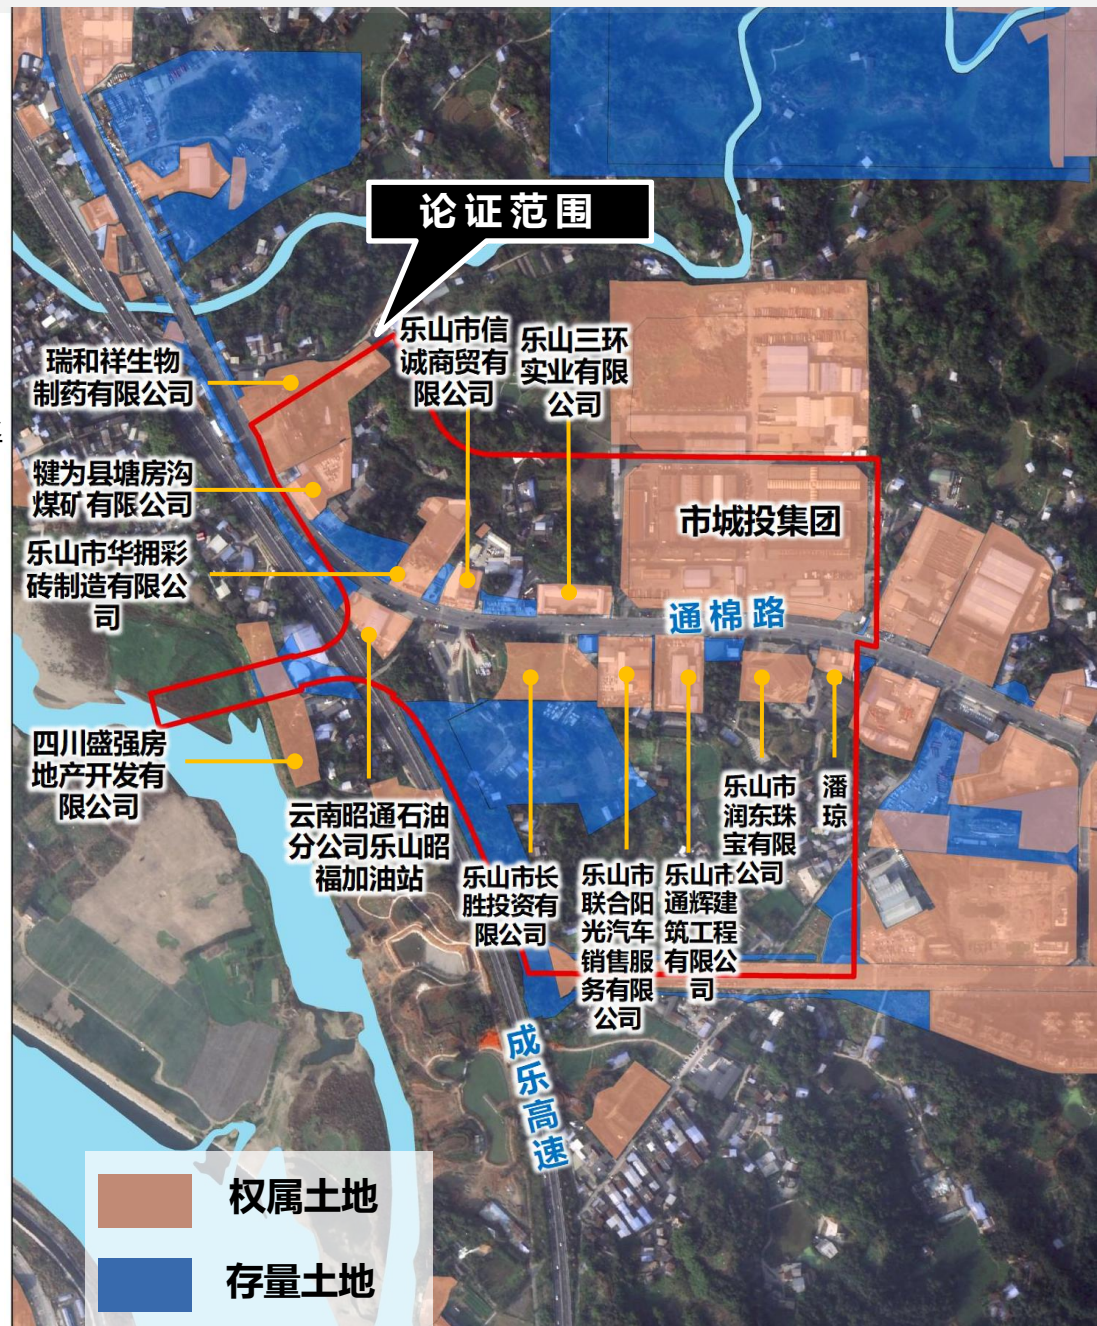 论证范围
乐山市信
诚商贸有
限公司
乐山三环
实业有限
公司
瑞和祥生物
制药有限公司
犍为县塘房沟
煤矿有限公司
市城投集团
乐山市华拥彩
砖制造有限公
司
通棉路
四川盛强房
地产开发有
限公司
云南昭通石油
分公司乐山昭
福加油站
乐山市长
胜投资有
限公司
乐山市
联合阳
光汽车
销售服
务有限
公司
乐山市
通辉建
筑工程
有限公
司
乐山市
润东珠
宝有限
公司
潘
琼
成乐高速
权属土地
存量土地